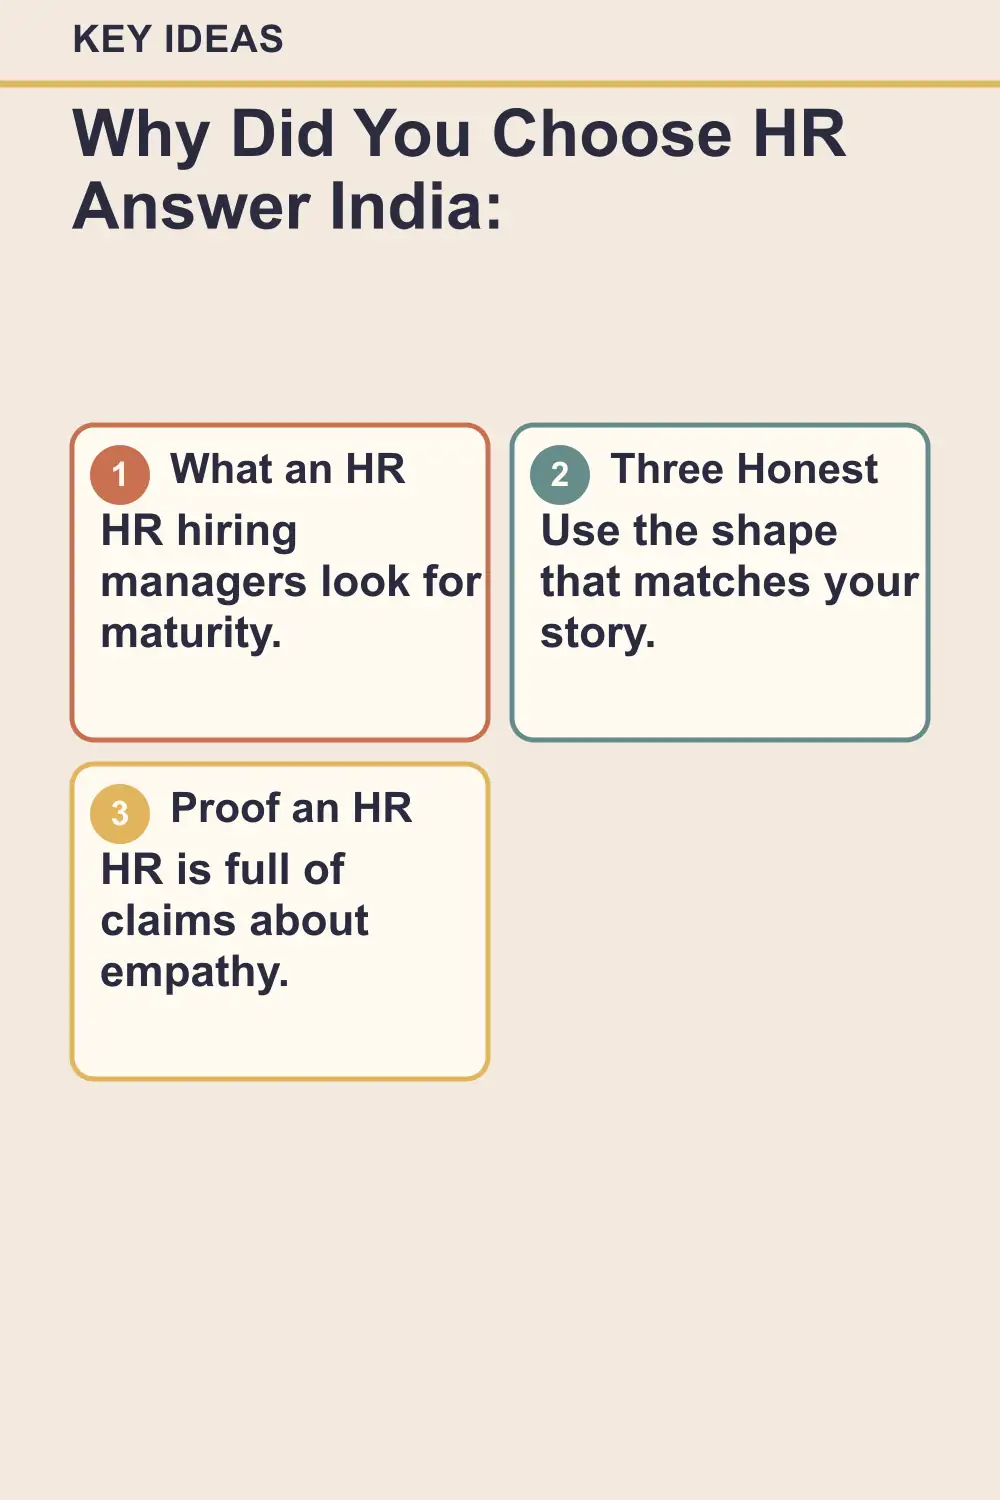 KEY IDEAS
Why Did You Choose HR
Answer India:
1 What an HR
HR hiring
managers look for
maturity.
2 Three Honest
Use the shape
that matches your
story.
3 Proof an HR
HR is full of
claims about
empathy.